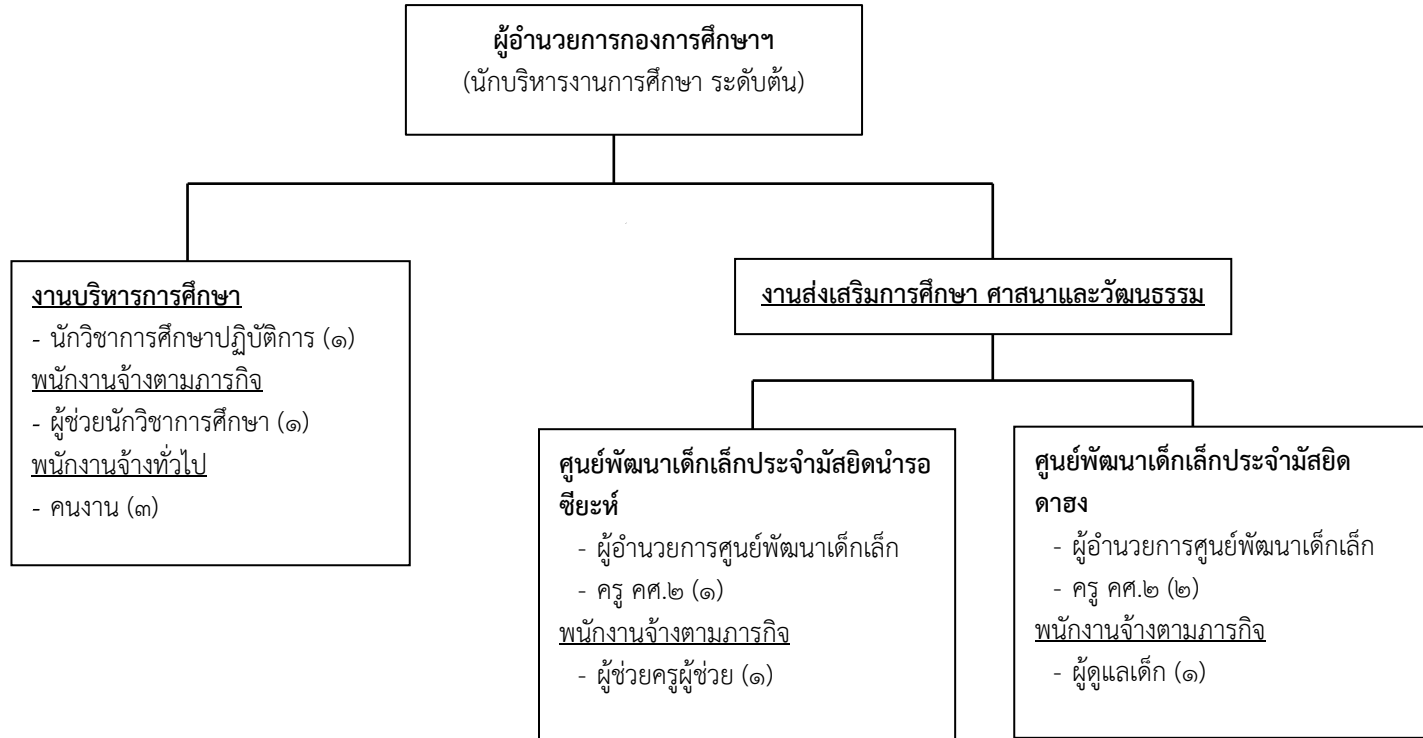 ผู้อำนวยการกองการศึกษาฯ
(นักบริหารงานการศึกษา ระดับต้น)
งานบริหารการศึกษา
- นักวิชาการศึกษาปฏิบัติการ (๑)
พนักงานจ้างตามภารกิจ
- ผู้ช่วยนักวิชาการศึกษา (๑)
พนักงานจ้างทั่วไป
- คนงาน (๓)
งานส่งเสริมการศึกษา ศาสนาและวัฒนธรรม
ศูนย์พัฒนาเด็กเล็กประจำมัสยิดนำรอ
ซียะห์
- ผู้อำนวยการศูนย์พัฒนาเด็กเล็ก
- ครู คศ.๒ (๑)
พนักงานจ้างตามภารกิจ
- ผู้ช่วยครูผู้ช่วย (๑)
ศูนย์พัฒนาเด็กเล็กประจำมัสยิด
ดาฮง
- ผู้อำนวยการศูนย์พัฒนาเด็กเล็ก
- ครู คศ.๒ (๒)
พนักงานจ้างตามภารกิจ
- ผู้ดูแลเด็ก (๑)